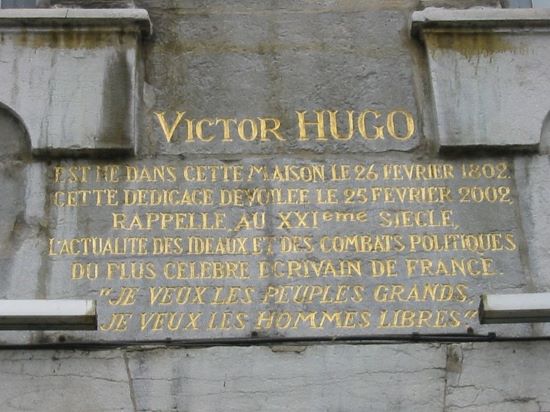 VICTOR HUGO
EST NE DANS CETTE MAISON LE 26 FEVRIER 1802.
CETTE DEDICACE DEVOILEE LE 25 FEVRIER 2002,
RAPPELLE, AU XXIeme SIECLE,
L'ACTUALITE DES IDEAUX ET DES COMBATS POLITIQUES
DU PLUS CELEBRE ECRIVAIN DE FRANCE.
"JE VEUX LES PEUPLES GRANDS,
JE VEUX LES HOMMES LIBRES"